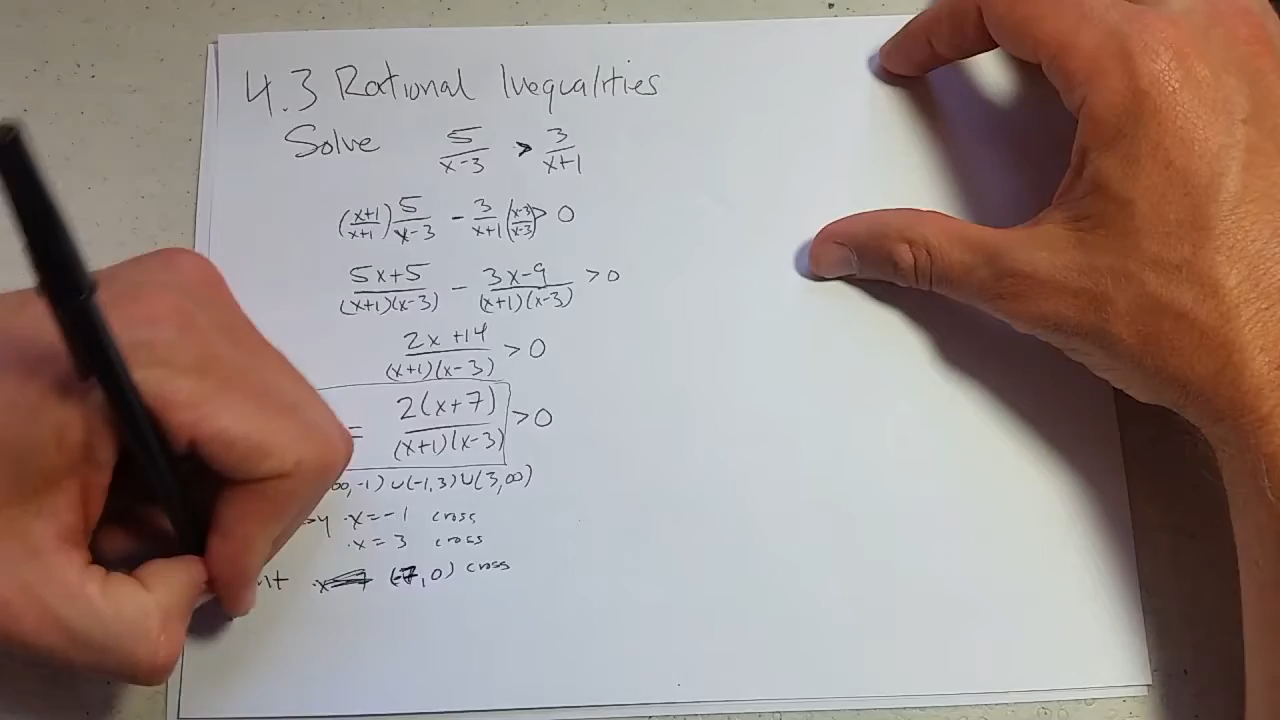 4.3 Rational Inequalities
Solve 5/(x-3) > 3/(x+1)
((x+1)/(x+1)) 5/(x-3) - 3/(x+1) ((x-3)/(x-3)) > 0
(5x+5)/((x+1)(x-3)) - (3x-9)/((x+1)(x-3)) > 0
(2x+14)/((x+1)(x-3)) > 0
= 2(x+7)/((x+1)(x-3)) > 0
∞,-1)∪(-1,3)∪(3,∞)
x=-1 cross
x=3 cross
(-7,0) cross